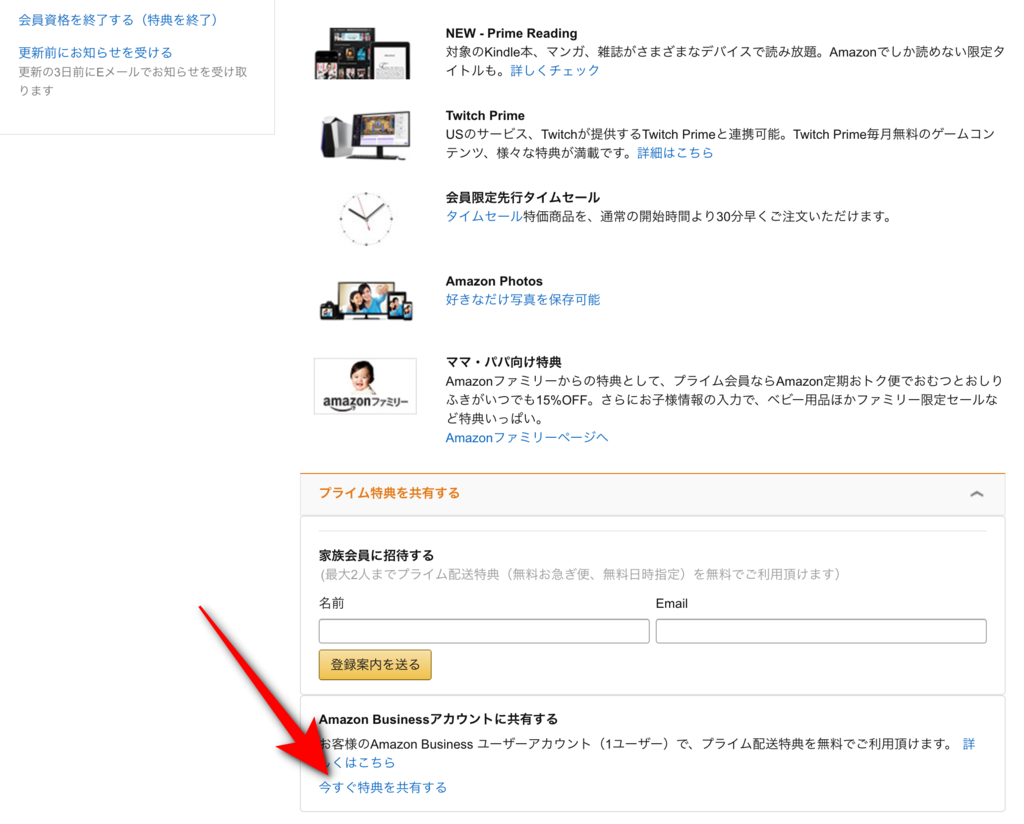 会員資格を終了する（特典を終了）
更新前にお知らせを受ける
更新の3日前にEメールでお知らせを受け取
ります
NEW - Prime Reading
対象のKindle本、マンガ、雑誌がさまざまなデバイスで読み放題。Amazonでしか読めない限定タ
イトルも。詳しくチェック
Twitch Prime
USのサービス、Twitchが提供するTwitch Primeと連携可能。Twitch Prime毎月無料のゲームコン
テンツ、様々な特典が満載です。詳細はこちら
会員限定先行タイムセール
タイムセール特価商品を、通常の開始時間より30分早くご注文いただけます。
Amazon Photos
好きなだけ写真を保存可能
amazonファミリー
ママ・パパ向け特典
Amazonファミリーからの特典として、プライム会員ならAmazon定期おトク便でおむつとおしり
ふきがいつでも15%OFF。さらにお子様情報の入力で、ベビー用品ほかファミリー限定セールな
ど特典いっぱい。
Amazonファミリーページへ
プライム特典を共有する
家族会員に招待する
（最大2人までプライム配送特典（無料お急ぎ便、無料日時指定）を無料でご利用頂けます）
名前
Email
登録案内を送る
Amazon Businessアカウントに共有する
お客様のAmazon Business ユーザーアカウント（1ユーザー）で、プライム配送特典を無料でご利用頂けます。 詳
しくはこちら
今すぐ特典を共有する